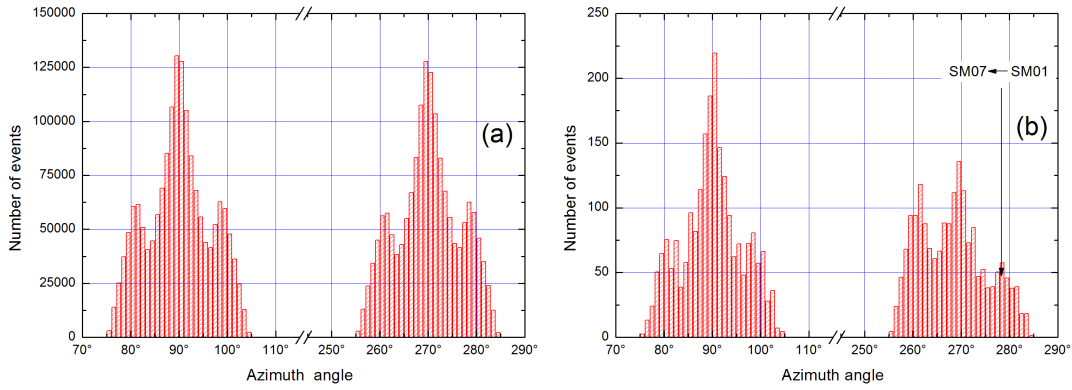 150000
125000
100000
75000
50000
25000
0
Number of events
(a)
70° 80° 90° 100° 250° 260° 270° 280° 290°
Azimuth angle
250
200
150
100
50
0
Number of events
SM07 SM01
(b)
70° 80° 90° 100° 250° 260° 270° 280° 290°
Azimuth angle